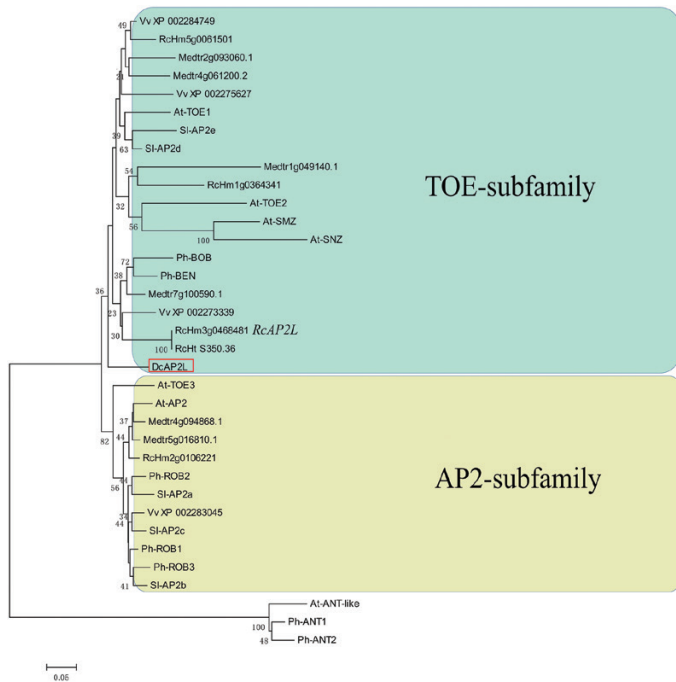 Vv XP 002284749
49
RcHm5g0061501
Medtr2g093060.1
21
Medtr4g061200.2
Vv XP 002275627
At-TOE1
39
Sl-AP2e
63
Sl-AP2d
54
Medtr1g049140.1
RcHm1g0364341
TOE-subfamily
32
At-TOE2
At-SMZ
56
100
At-SNZ
72
Ph-BOB
38
Ph-BEN
36
Medtr7g100590.1
23
Vv XP 002273339
RcHm3g0468481 RcAP2L
30
100
RcHt S350.36
DcAP2L
At-TOE3
At-AP2
37
Medtr4g094868.1
82
44
Medtr5g016810.1
RcHm2g0106221
44
Ph-ROB2
56
Sl-AP2a
AP2-subfamily
34
Vv XP 002283045
44
Sl-AP2c
Ph-ROB1
Ph-ROB3
41
Sl-AP2b
At-ANT-like
100
Ph-ANT1
48
Ph-ANT2
0.05